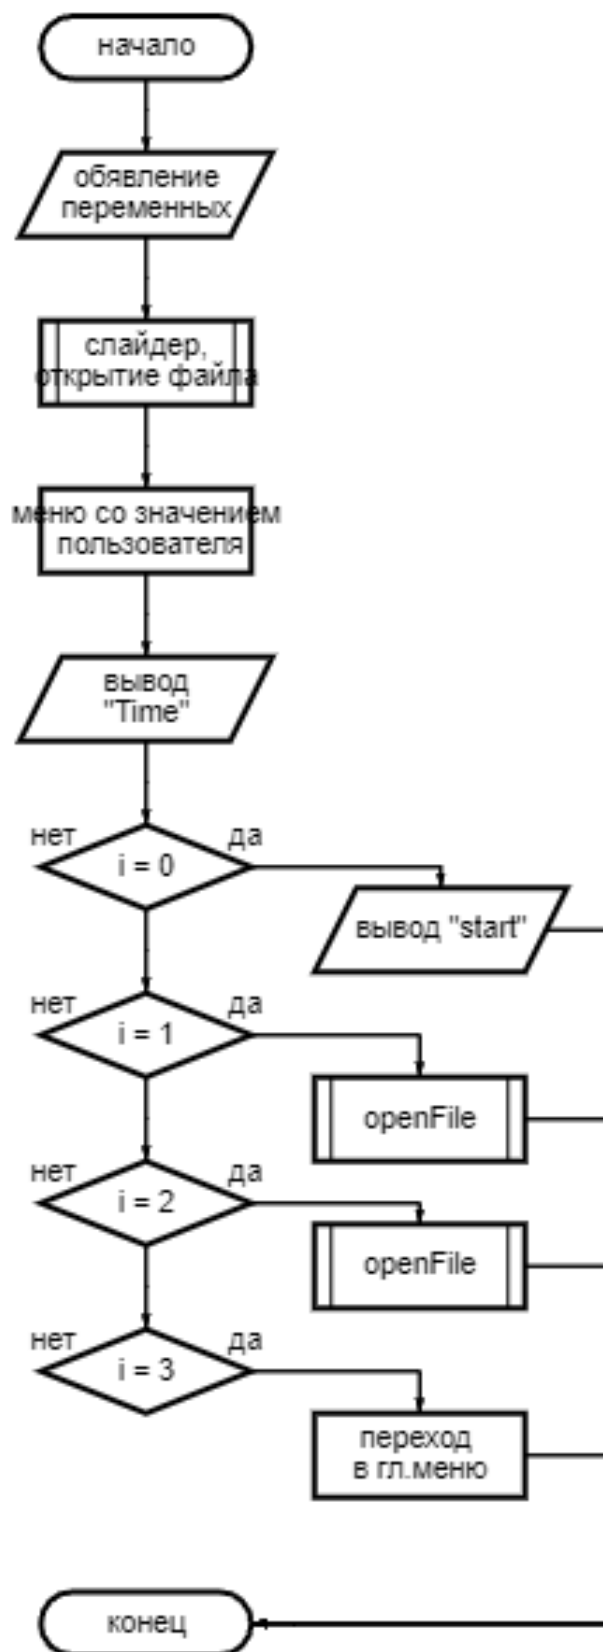 начало
обявление
переменных
слайдер,
открытие файла
меню со значением
пользователя
вывод
"Time"
нет
да
i = 0
вывод "start"
нет
да
i = 1
openFile
нет
да
i = 2
openFile
нет
да
i = 3
переход
в гл.меню
конец